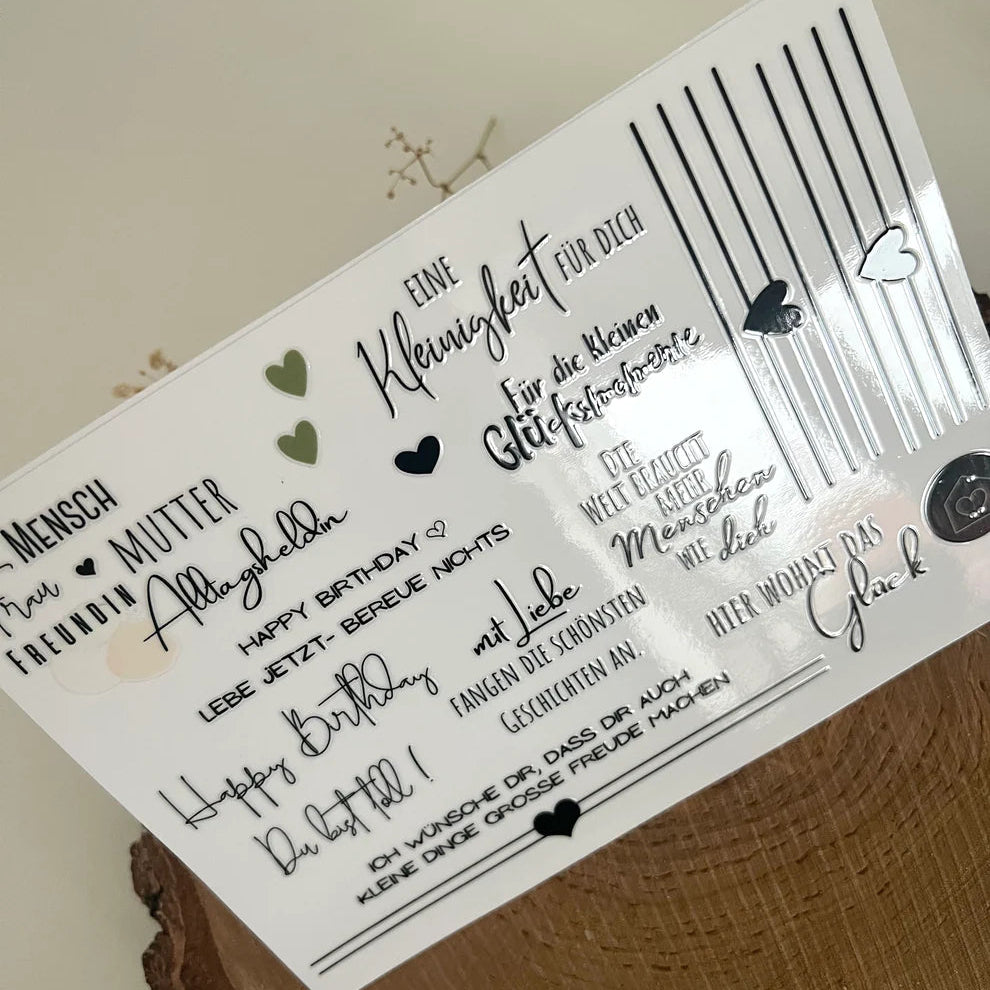 EINE
Kleinigkeit FÜR DICH
Für die kleinen
Glücksmomente
DIE
WELT BRAUCHT
MEHR
Menschen
WIE dich
HIER WOHNT DAS
Glück
MENSCH
Frau MUTTER
FREUNDIN Alltagsheldin
HAPPY BIRTHDAY
LEBE JETZT- BEREUE NICHTS
mit Liebe
FANGEN DIE SCHÖNSTEN
GESCHICHTEN AN.
Happy Birthday
Du bist toll !
ICH WÜNSCHE DIR, DASS DIR AUCH
KLEINE DINGE GROSSE FREUDE MACHEN